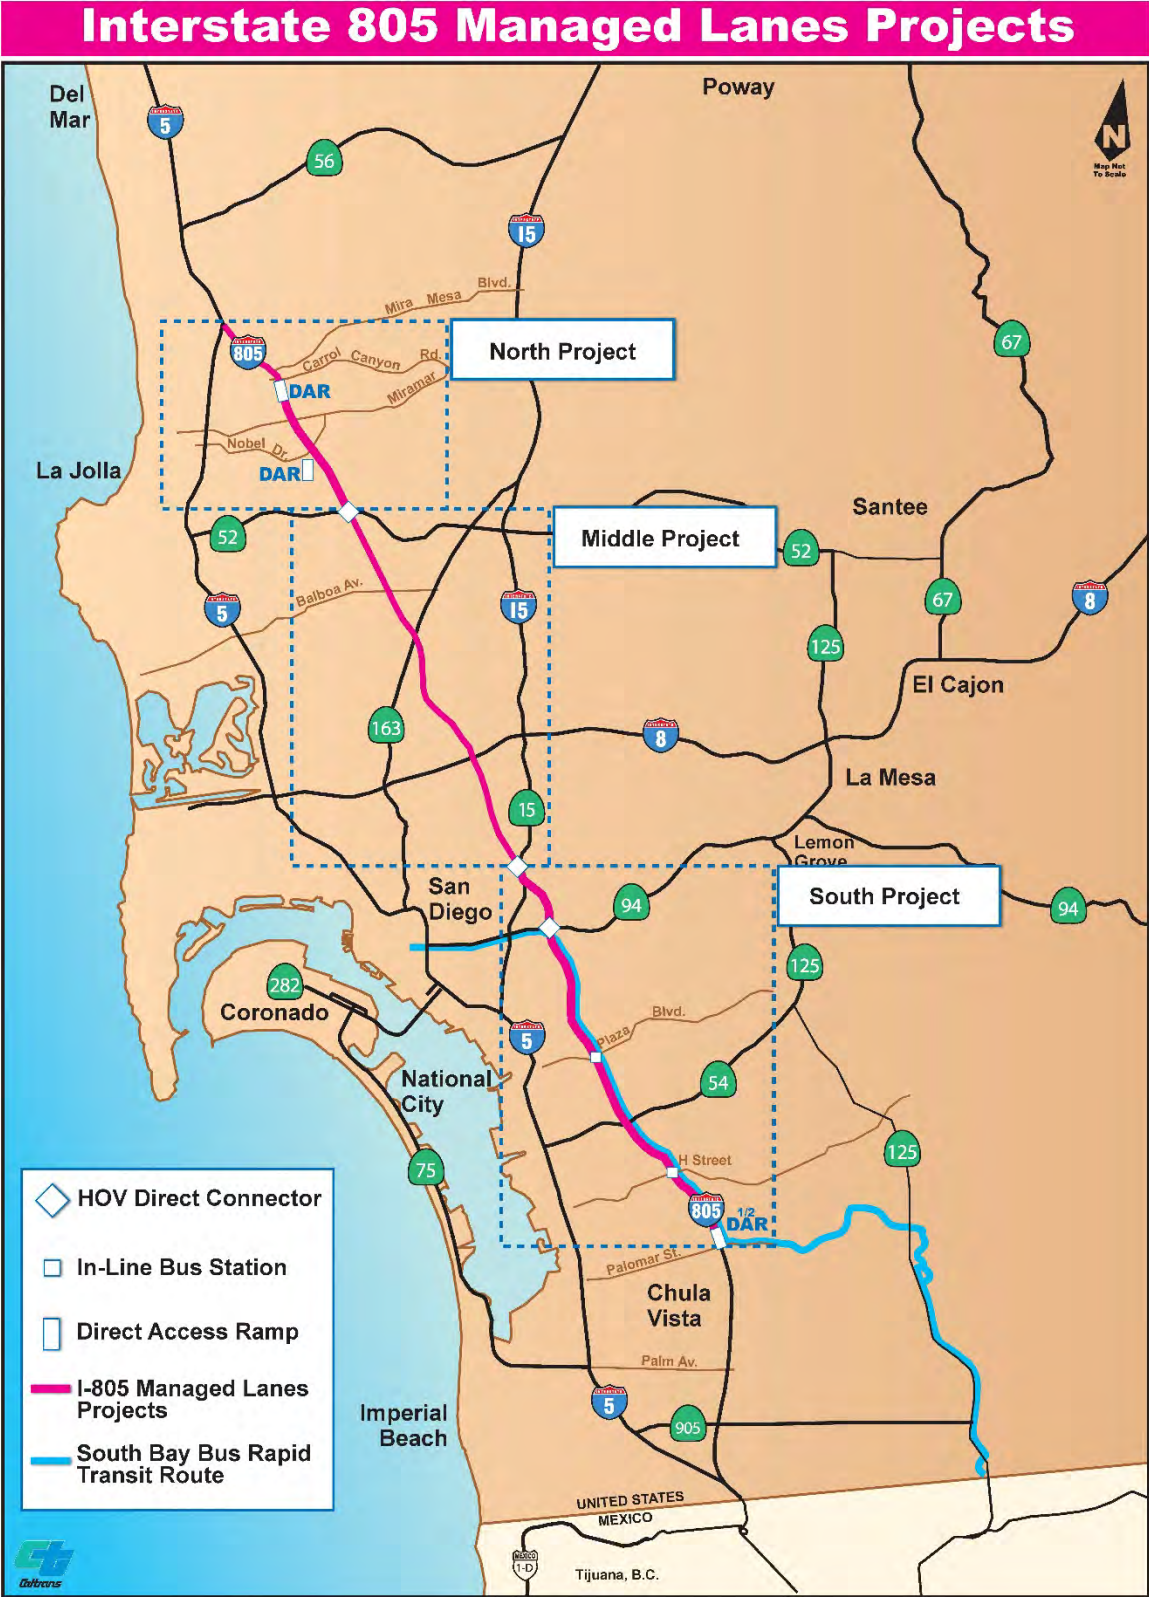 Interstate 805 Managed Lanes Projects
Del
Mar
5
Poway
N
Map Not
To Scale
56
15
Mira Mesa Blvd.
67
805
North Project
Carrol Canyon Rd.
DAR
Miramar
Nobel Dr.
DAR
La Jolla
Santee
52
Middle Project
52
Balboa Av.
5
15
67
8
125
El Cajon
163
8
La Mesa
15
Lemon
Grove
San
Diego
94
South Project
94
125
282
Coronado
Plaza Blvd.
5
National
City
54
125
75
H Street
805
1/2
DAR
Palomar St.
Chula
Vista
Palm Av.
5
905
Imperial
Beach
HOV Direct Connector
In-Line Bus Station
Direct Access Ramp
I-805 Managed Lanes
Projects
South Bay Bus Rapid
Transit Route
UNITED STATES
MEXICO
MEXICO
1-D
Tijuana, B.C.
Caltrans